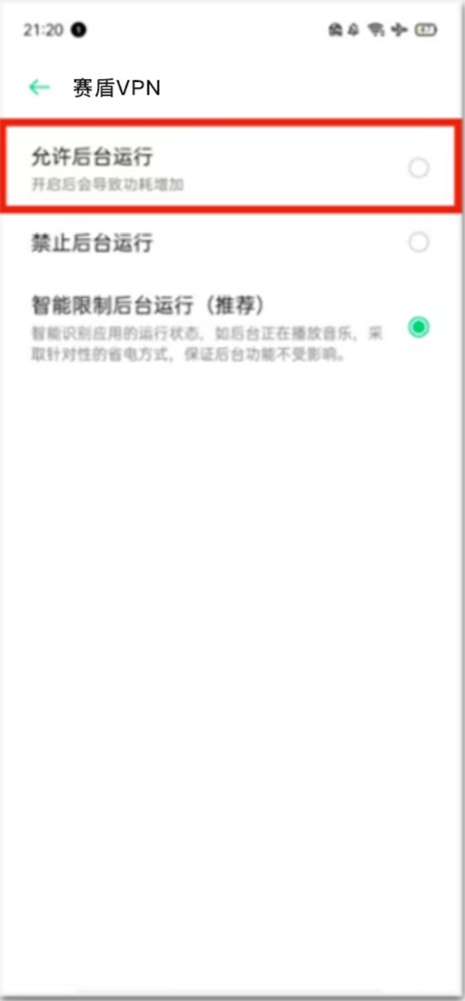 21:20
赛盾VPN
允许后台运行
开启后会导致功耗增加
禁止后台运行
智能限制后台运行（推荐）
智能识别应用的运行状态，如后台正在播放音乐，采
取针对性的省电方式，保证后台功能不受影响。